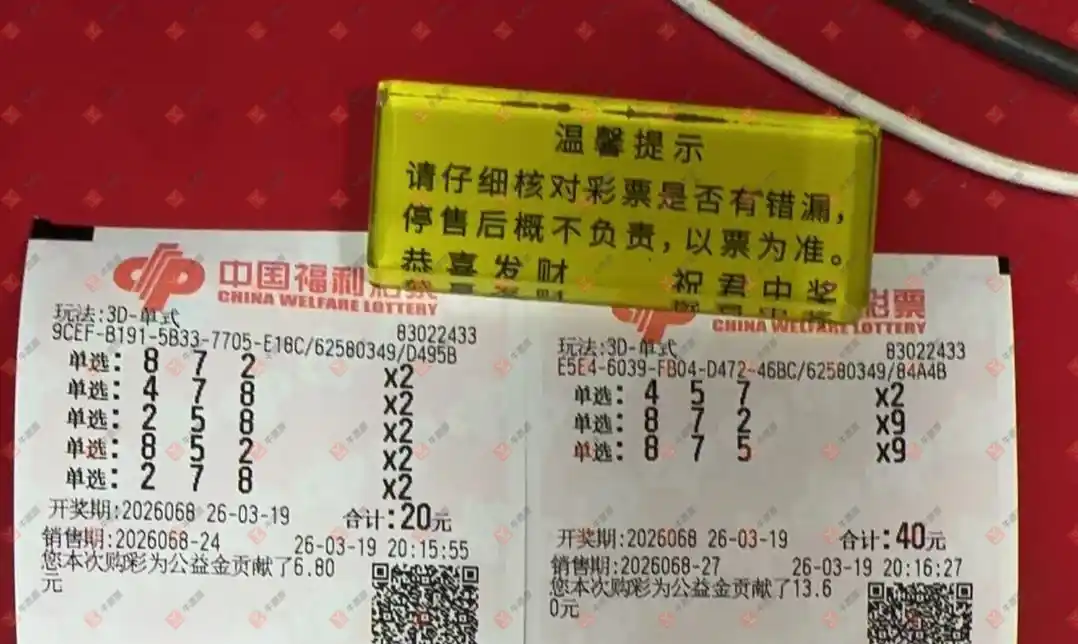 温馨提示
请仔细核对彩票是否有错漏，
停售后概不负责，以票为准。
恭喜发财 祝君中奖
中国福利彩票
CHINA WELFARE LOTTERY
玩法:3D-单式
83022433
9CEF-B191-5B33-7705-E18C/62580349/D495B
单选: 8 7 2 x2
单选: 4 7 8 x2
单选: 2 5 8 x2
单选: 8 5 2 x2
单选: 2 7 8 x2
开奖期:2026068 26-03-19 合计:20元
销售期:2026068-24 26-03-19 20:15:55
您本次购彩为公益金贡献了6.80
元
彩票
CHINA WELFARE LOTTERY
玩法:3D-单式
83022433
E5E4-6039-FB04-D472-46BC/62580349/84A4B
单选: 4 5 7 x2
单选: 8 7 2 x9
单选: 8 7 5 x9
开奖期:2026068 26-03-19 合计:40元
销售期:2026068-27 26-03-19 20:16:27
您本次购彩为公益金贡献了13.6
0元